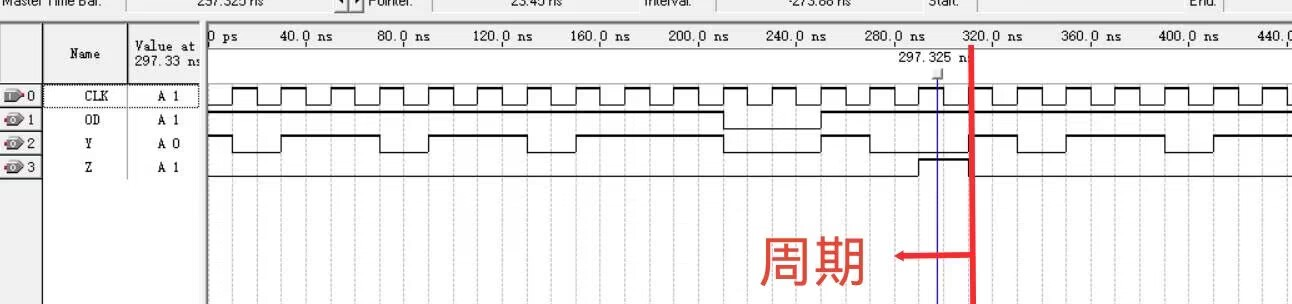 Master Time Bar: 297.325 ns Pointer: 23.45 ns Interval: -273.88 ns Start: End:
Name Value at 297.33 ns 0 ps 40.0 ns 80.0 ns 120.0 ns 160.0 ns 200.0 ns 240.0 ns 280.0 ns 320.0 ns 360.0 ns 400.0 ns 440.0
297.325 n
0 CLK A 1
1 OD A 1
2 Y A 0
3 Z A 1
周期